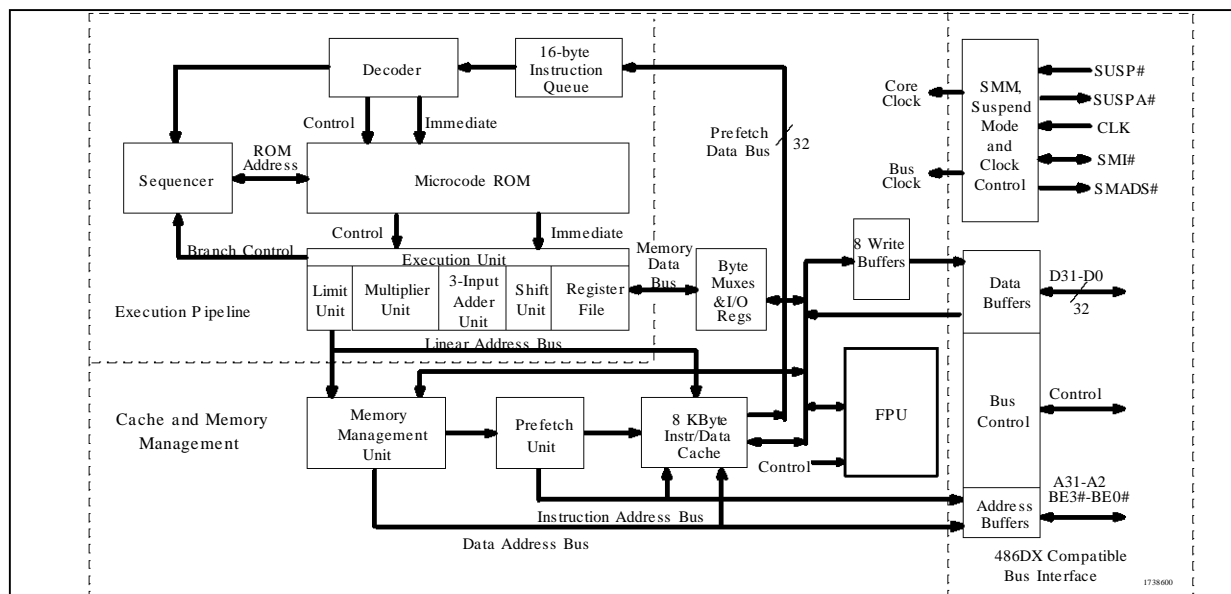 16-byte
Instruction
Queue
Decoder
Control
Immediate
Prefetch
Data Bus
32
Core
Clock
Bus
Clock
SMM,
Suspend
Mode
and
Clock
Control
SUSP#
SUSPA#
CLK
SMI#
SMADS#
Sequencer
ROM
Address
Microcode ROM
Control
Immediate
Branch Control
Execution Unit
Limit
Unit
Multiplier
Unit
3-Input
Adder
Unit
Shift
Unit
Register
File
Execution Pipeline
Memory
Data
Bus
Byte
Muxes
&I/O
Regs
8 Write
Buffers
Data
Buffers
D31-D0
32
Linear Address Bus
Cache and Memory
Management
Memory
Management
Unit
Prefetch
Unit
8 KByte
Instr/Data
Cache
FPU
Control
Bus
Control
Control
Instruction Address Bus
Data Address Bus
Address
Buffers
A31-A2
BE3#-BE0#
486DX Compatible
Bus Interface
1738600